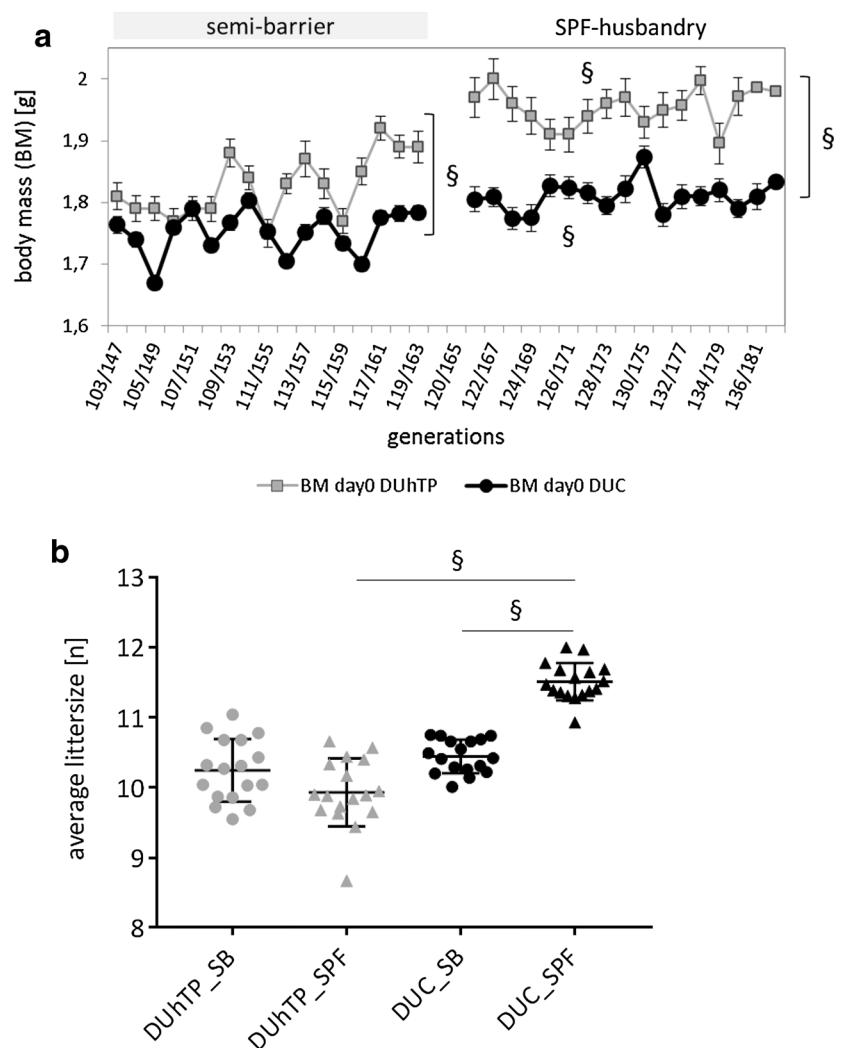 a
semi-barrier SPF-husbandry
body mass (BM) [g]
2
1,9
1,8
1,7
1,6
§
§
§
§
103/147 105/149 107/151 109/153 111/155 113/157 115/159 117/161 119/163 120/165 122/167 124/169 126/171 128/173 130/175 132/177 134/179 136/181
generations
BM day0 DUhTP BM day0 DUC
b
average littersize [n]
13
12
11
10
9
8
§
§
DUhTP_SB DUhTP_SPF DUC_SB DUC_SPF